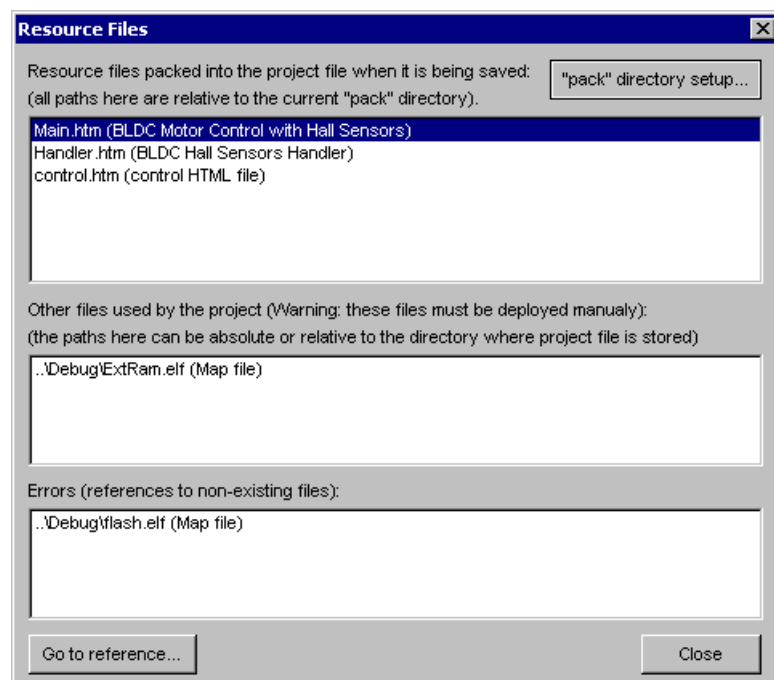 Resource Files
Resource files packed into the project file when it is being saved:
"pack" directory setup...
(all paths here are relative to the current "pack" directory).
Main.htm (BLDC Motor Control with Hall Sensors)
Handler.htm (BLDC Hall Sensors Handler)
control.htm (control HTML file)
Other files used by the project (Warning: these files must be deployed manualy):
(the paths here can be absolute or relative to the directory where project file is stored)
..\Debug\ExtRam.elf (Map file)
Errors (references to non-existing files):
..\Debug\flash.elf (Map file)
Go to reference...
Close